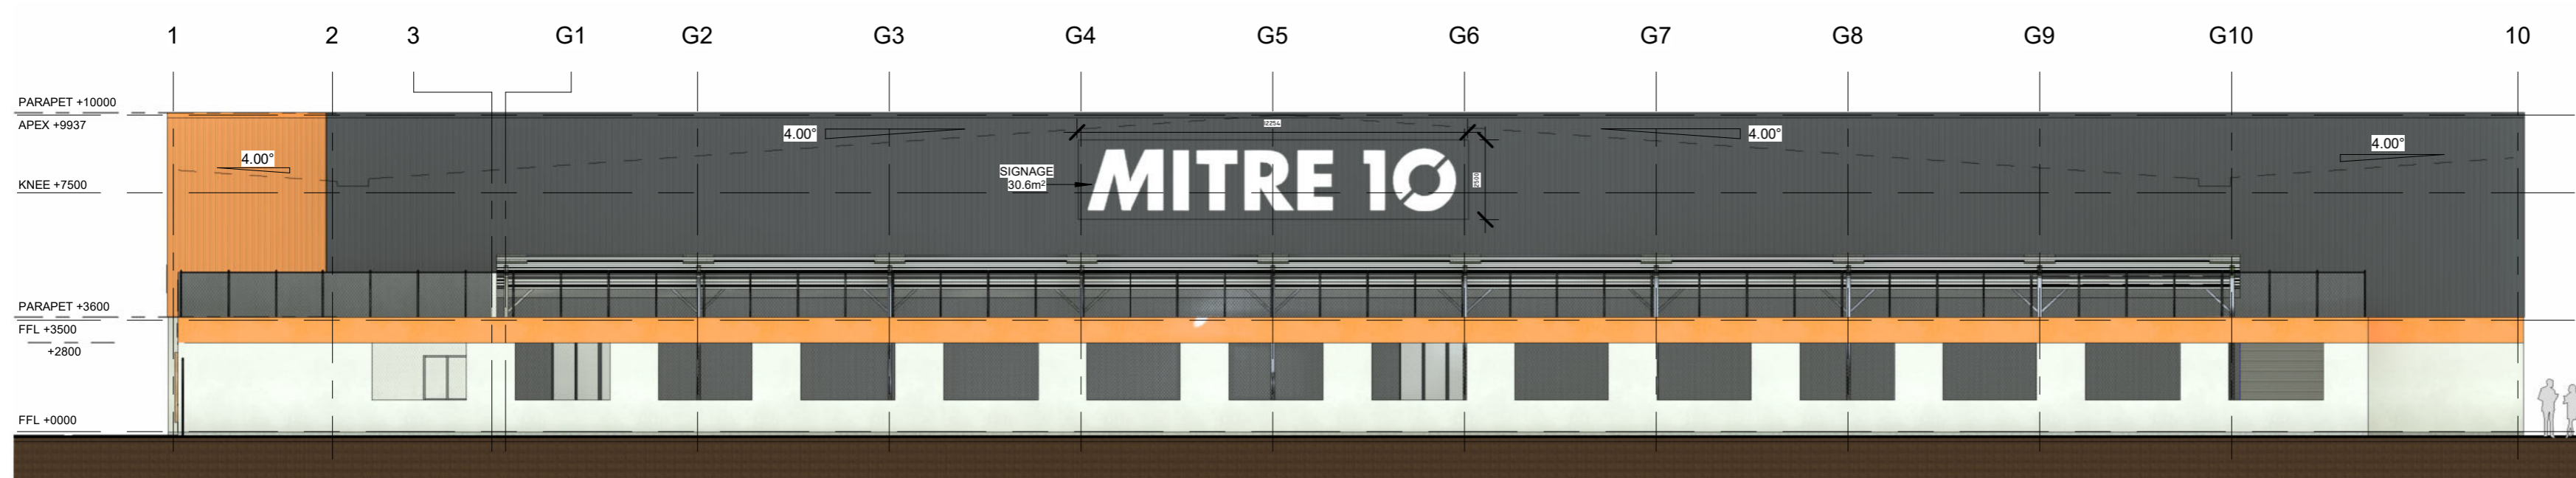 1 2 3 G1 G2 G3 G4 G5 G6 G7 G8 G9 G10 10
PARAPET +10000
APEX +9937
4.00°
4.00°
4.00°
4.00°
12254
KNEE +7500
SIGNAGE
30.6m²
MITRE 10
2500
PARAPET +3600
FFL +3500
+2800
FFL +0000